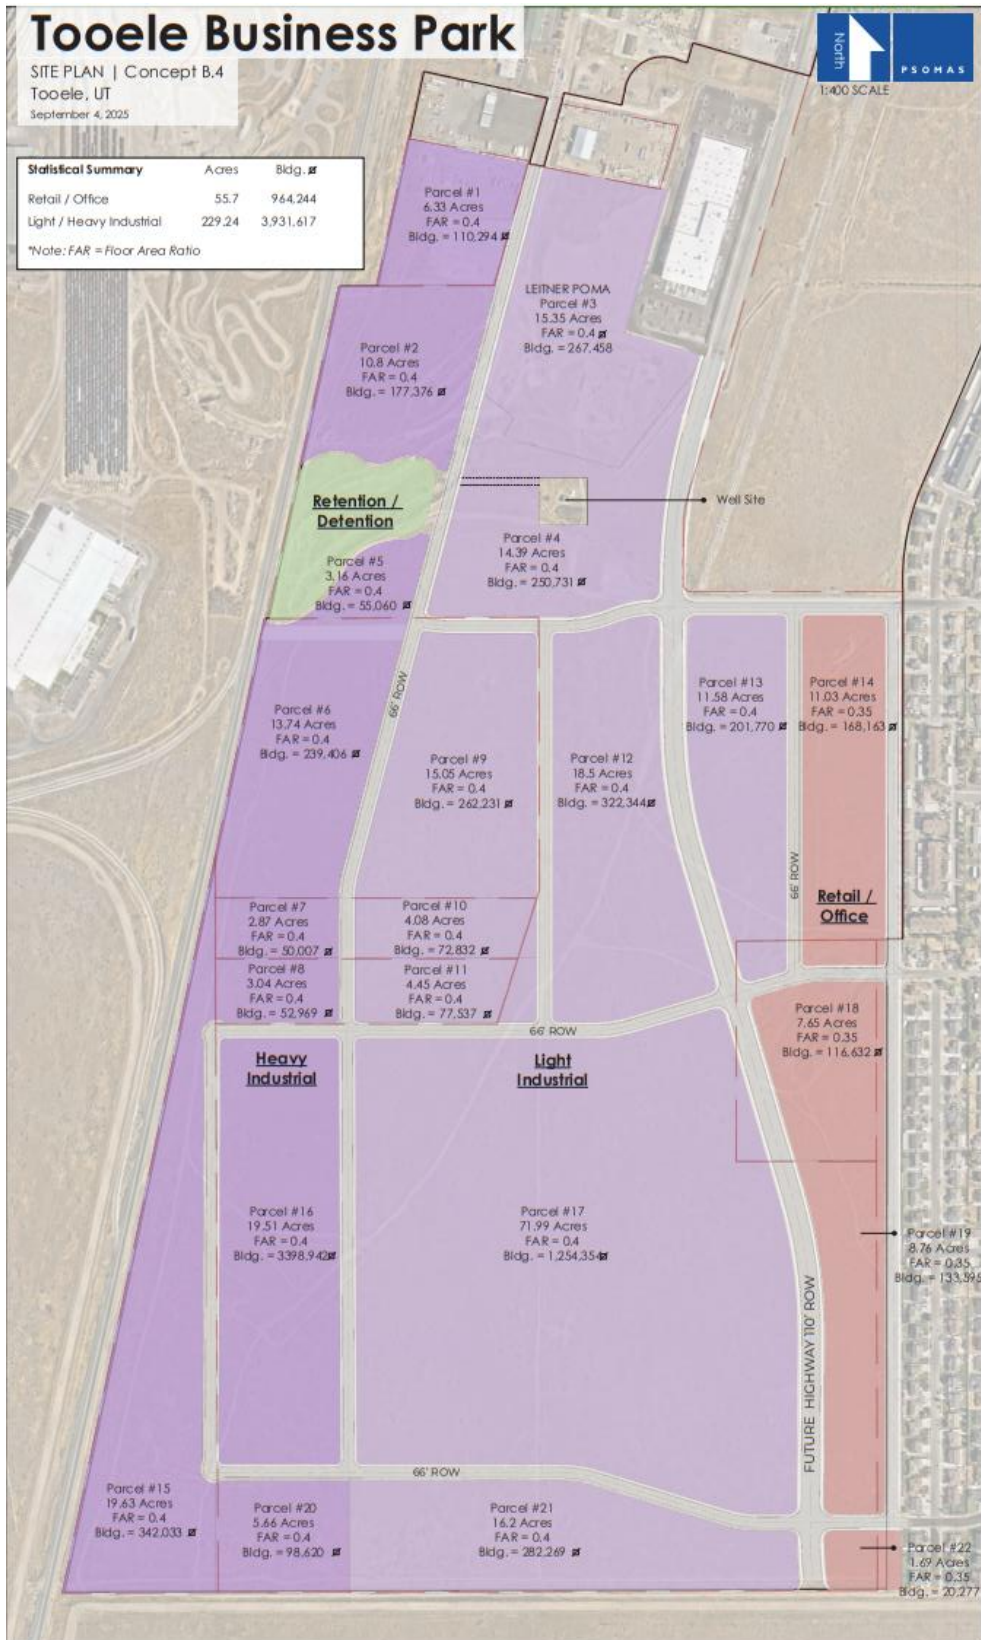 Tooele Business Park
SITE PLAN | Concept B.4
Tooele, UT
September 4, 2025
North
PSOMAS
1:400 SCALE
Statistical Summary Acres Bldg.
Retail / Office 55.7 964,244
Light / Heavy Industrial 229.24 3,931,617
*Note: FAR = Floor Area Ratio
Parcel #1
6.33 Acres
FAR = 0.4
Bldg. = 110,294
LEITNER POMA
Parcel #3
15.35 Acres
FAR = 0.4
Bldg. = 267,458
Parcel #2
10.8 Acres
FAR = 0.4
Bldg. = 177,376
Retention /
Detention
Well Site
Parcel #4
14.39 Acres
FAR = 0.4
Bldg. = 250,731
Parcel #5
3.16 Acres
FAR = 0.4
Bldg. = 55,060
66' ROW
Parcel #6
13.74 Acres
FAR = 0.4
Bldg. = 239,406
Parcel #9
15.05 Acres
FAR = 0.4
Bldg. = 262,231
Parcel #12
18.5 Acres
FAR = 0.4
Bldg. = 322,344
Parcel #13
11.58 Acres
FAR = 0.4
Bldg. = 201,770
Parcel #14
11.03 Acres
FAR = 0.35
Bldg. = 168,163
66' ROW
Retail /
Office
Parcel #7
2.87 Acres
FAR = 0.4
Bldg. = 50,007
Parcel #10
4.08 Acres
FAR = 0.4
Bldg. = 72,832
Parcel #8
3.04 Acres
FAR = 0.4
Bldg. = 52,969
Parcel #11
4.45 Acres
FAR = 0.4
Bldg. = 77,537
66' ROW
Parcel #18
7.65 Acres
FAR = 0.35
Bldg. = 116,632
Heavy
Industrial
Light
Industrial
Parcel #16
19.51 Acres
FAR = 0.4
Bldg. = 3398,942
Parcel #17
71.99 Acres
FAR = 0.4
Bldg. = 1,254,354
Parcel #19
8.76 Acres
FAR = 0.35
Bldg. = 133,595
FUTURE HIGHWAY 110' ROW
66' ROW
Parcel #15
19.63 Acres
FAR = 0.4
Bldg. = 342,033
Parcel #20
5.66 Acres
FAR = 0.4
Bldg. = 98,620
Parcel #21
16.2 Acres
FAR = 0.4
Bldg. = 282,269
Parcel #22
1.69 Acres
FAR = 0.35
Bldg. = 20,277